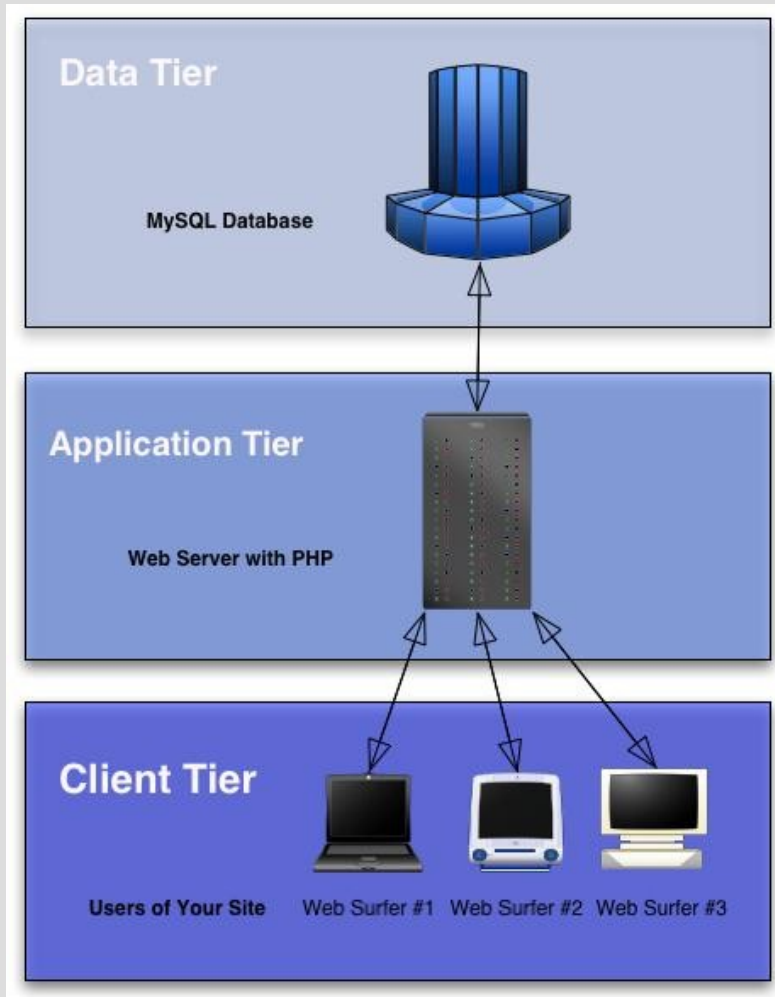 Data Tier
MySQL Database
Application Tier
Web Server with PHP
Client Tier
Users of Your Site
Web Surfer #1
Web Surfer #2
Web Surfer #3